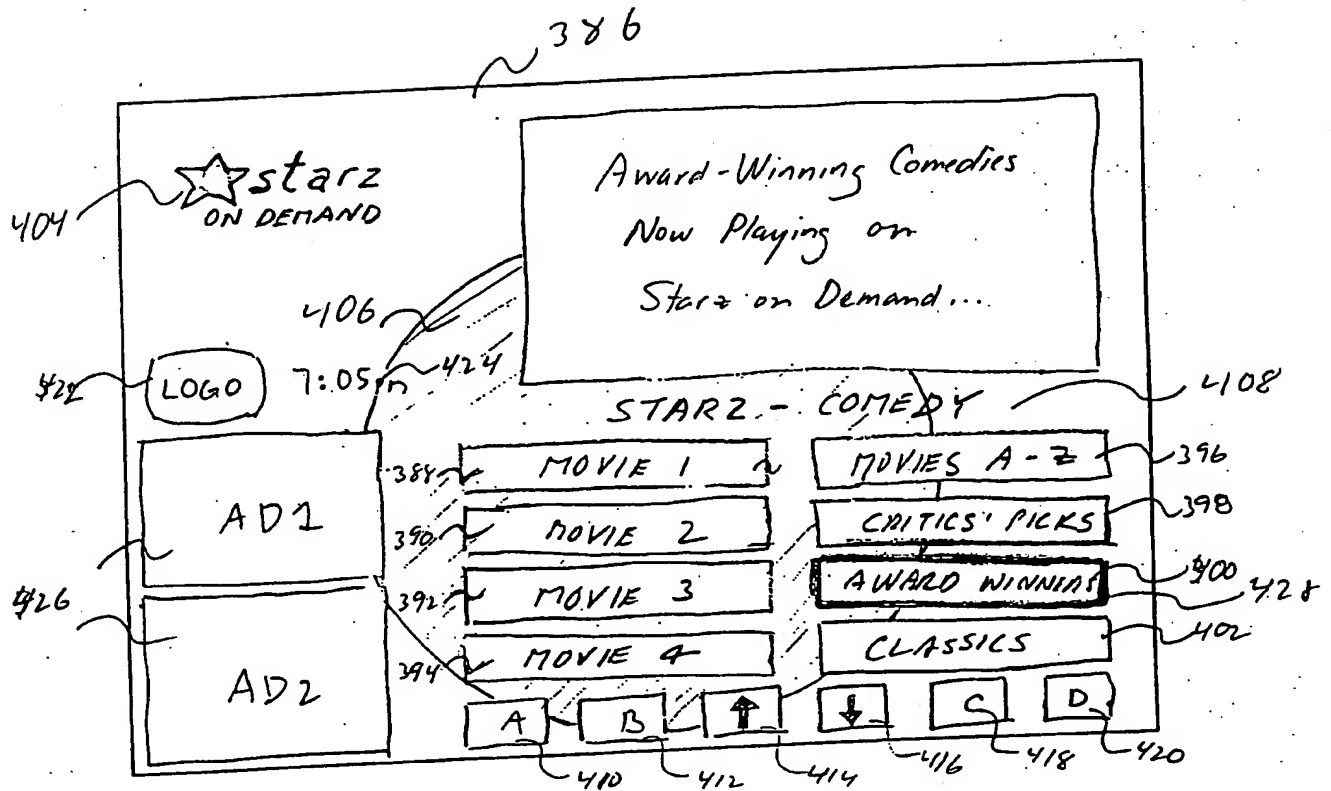 386
starz
ON DEMAND
404
Award-Winning Comedies
Now Playing on
Starz on Demand...
406
424
422
LOGO
7:05
408
STARZ - COMEDY
388
MOVIE 1
MOVIES A-Z
396
AD1
390
MOVIE 2
CRITICS' PICKS
398
426
392
MOVIE 3
AWARD WINNERS
400
428
394
MOVIE 4
CLASSICS
402
AD2
A
B
↑
↓
C
D
410
412
414
416
418
420